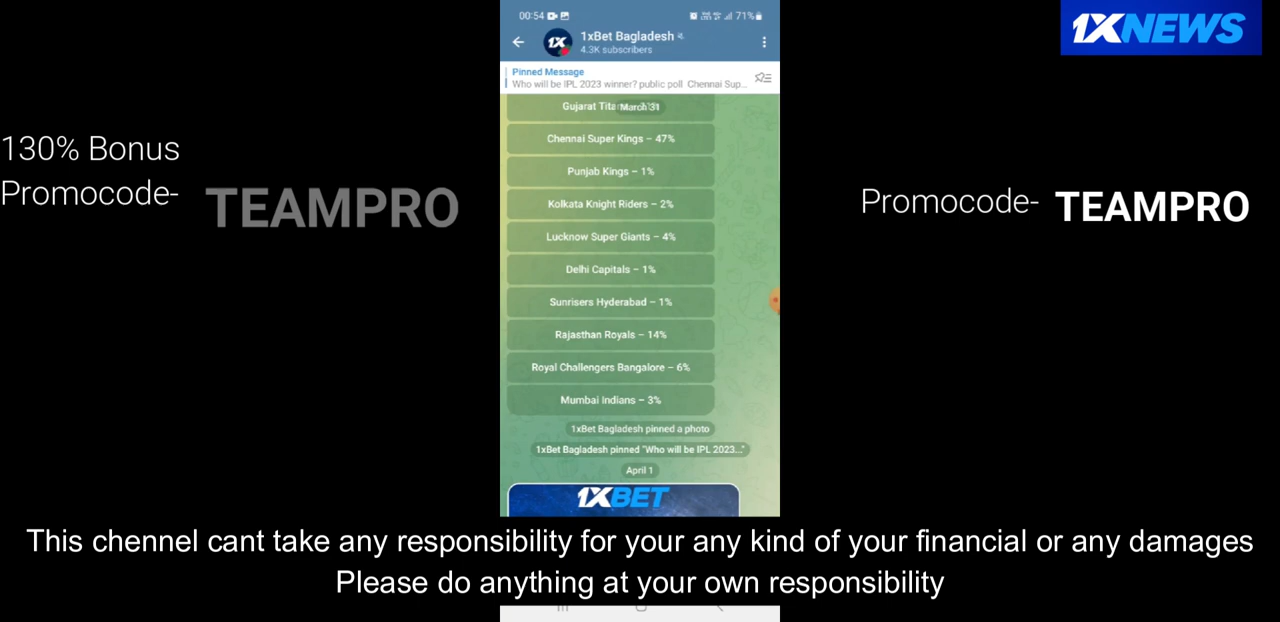 00:54
71%
1XNEWS
1xBet Bagladesh
4.3K subscribers
Pinned Message
Who will be IPL 2023 winner? public poll Chennai Sup...
March 31
Chennai Super Kings – 47%
Punjab Kings – 1%
Kolkata Knight Riders – 2%
Lucknow Super Giants – 4%
Delhi Capitals – 1%
Sunrisers Hyderabad – 1%
Rajasthan Royals – 14%
Royal Challengers Bangalore – 6%
Mumbai Indians – 3%
1xBet Bagladesh pinned a photo
1xBet Bagladesh pinned "Who will be IPL 2023..."
April 1
1XBET
130% Bonus
Promocode- TEAMPRO
Promocode- TEAMPRO
This chennel cant take any responsibility for your any kind of your financial or any damages
Please do anything at your own responsibility